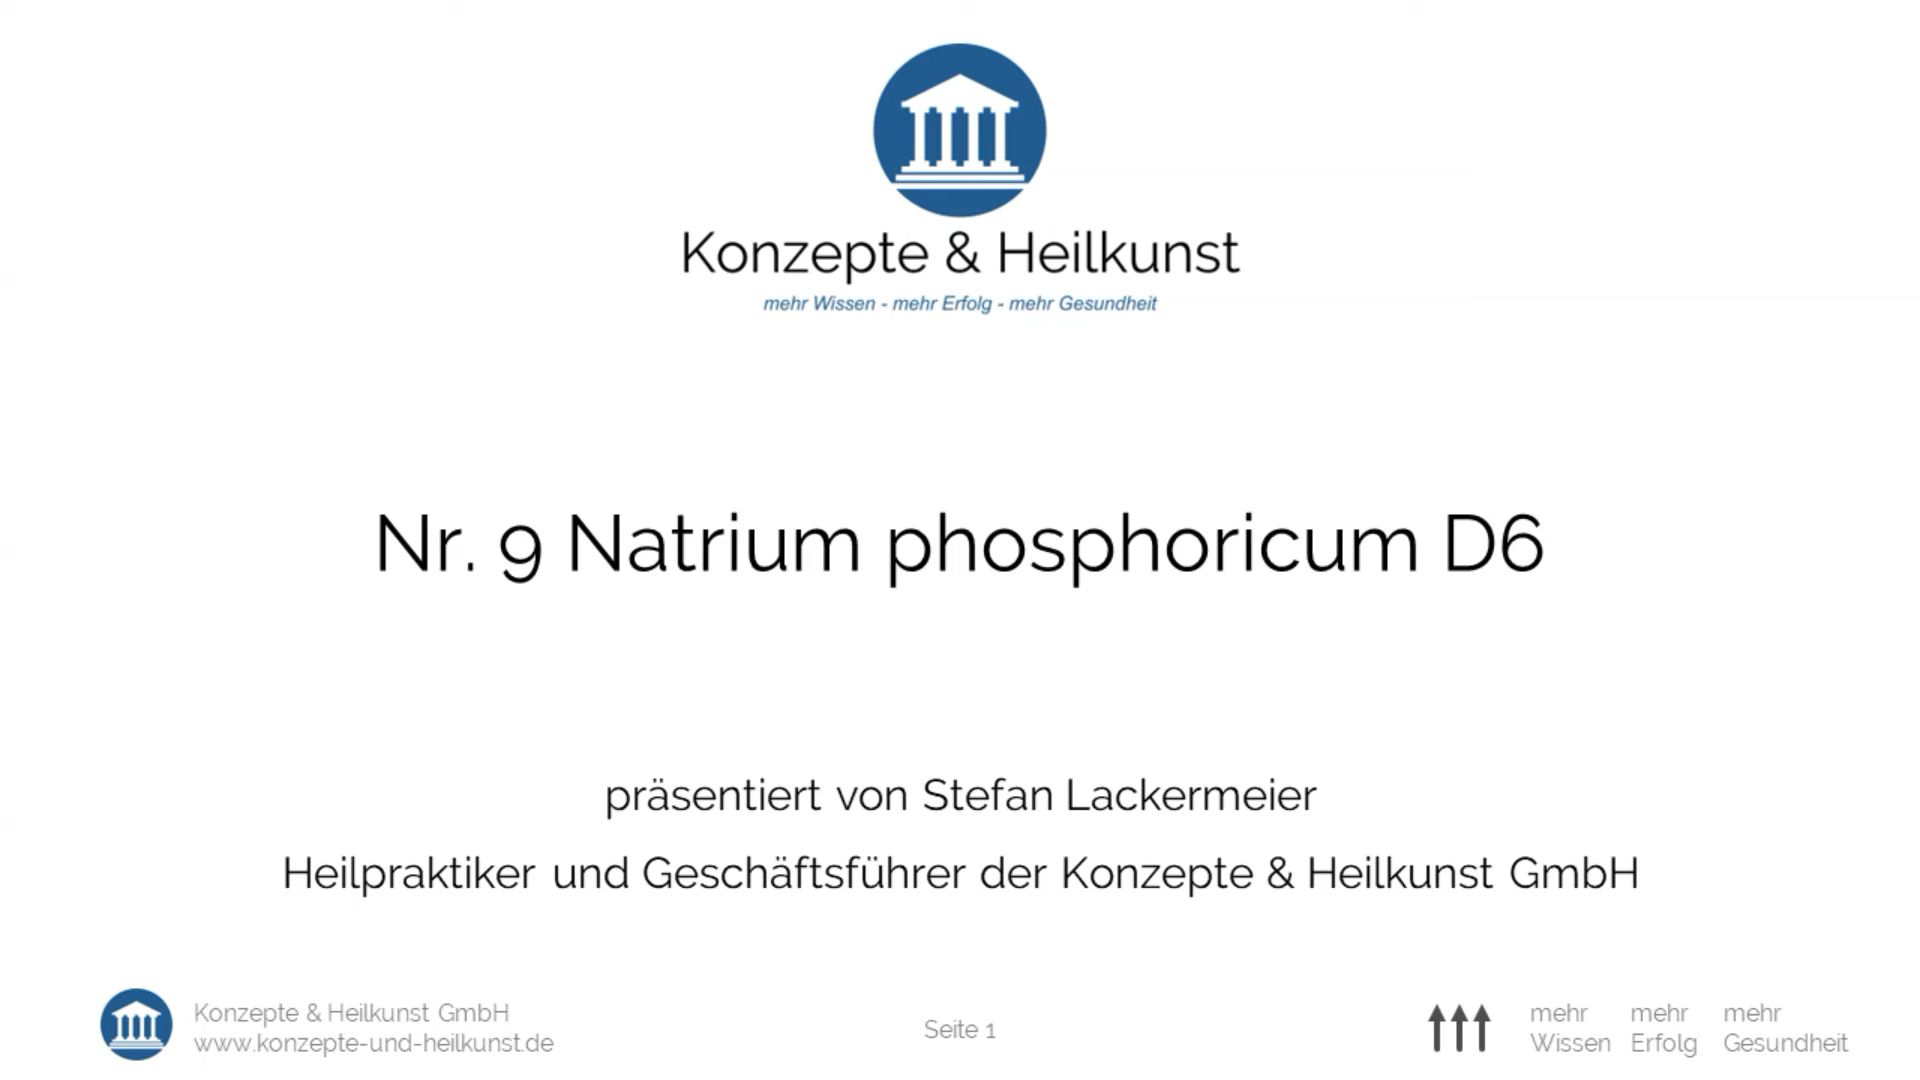 Konzepte & Heilkunst
mehr Wissen - mehr Erfolg - mehr Gesundheit
Nr. 9 Natrium phosphoricum D6
präsentiert von Stefan Lackermeier
Heilpraktiker und Geschäftsführer der Konzepte & Heilkunst GmbH
Konzepte & Heilkunst GmbH
www.konzepte-und-heilkunst.de
Seite 1
mehr mehr mehr
Wissen Erfolg Gesundheit